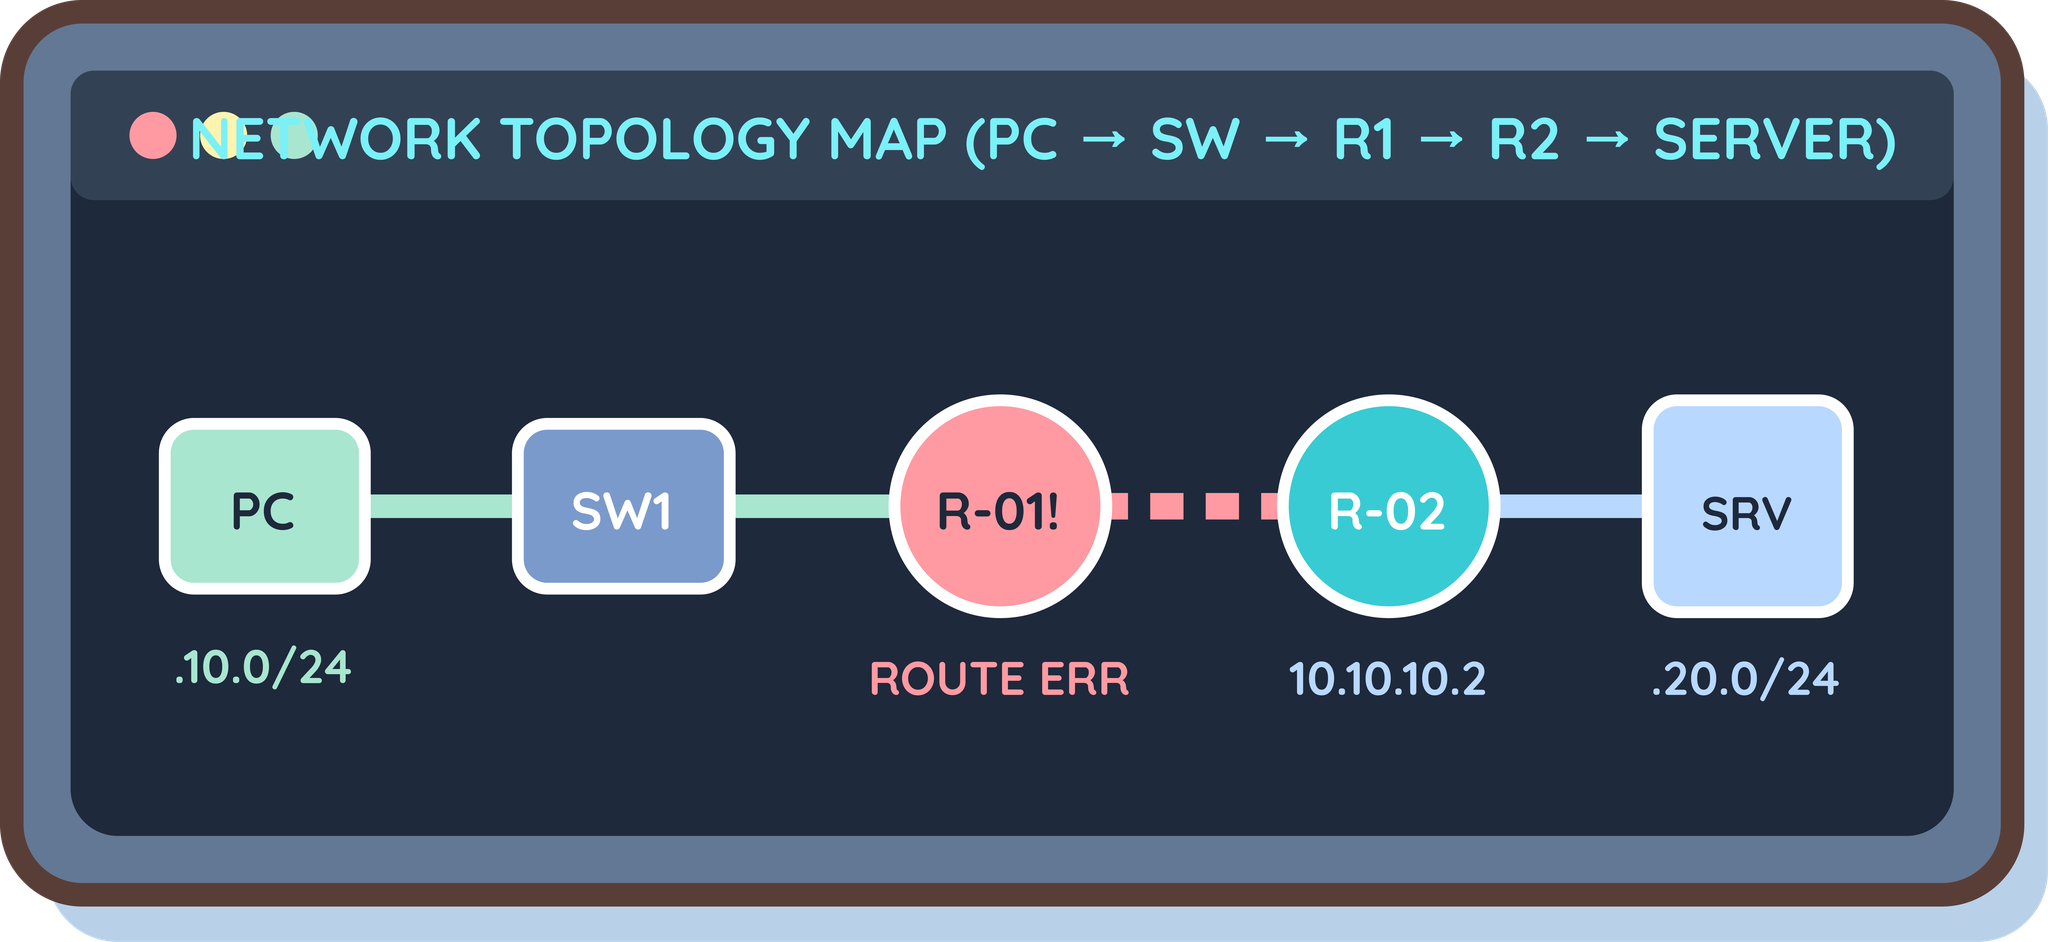 NETWORK TOPOLOGY MAP (PC → SW → R1 → R2 → SERVER)
PC
SW1
R-01!
R-02
SRV
.10.0/24
ROUTE ERR
10.10.10.2
.20.0/24